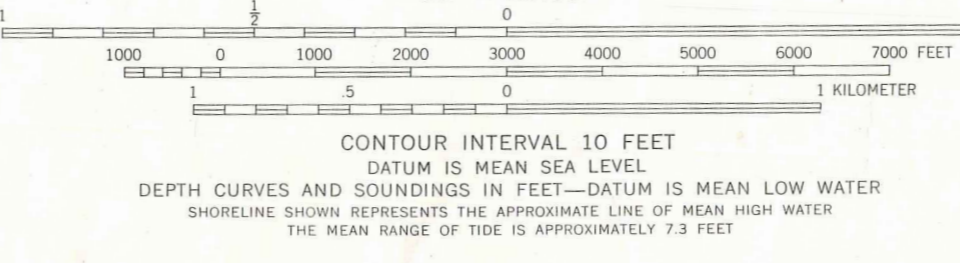 1 1/2 0
1000 0 1000 2000 3000 4000 5000 6000 7000 FEET
1 .5 0 1 KILOMETER
CONTOUR INTERVAL 10 FEET
DATUM IS MEAN SEA LEVEL
DEPTH CURVES AND SOUNDINGS IN FEET—DATUM IS MEAN LOW WATER
SHORELINE SHOWN REPRESENTS THE APPROXIMATE LINE OF MEAN HIGH WATER
THE MEAN RANGE OF TIDE IS APPROXIMATELY 7.3 FEET